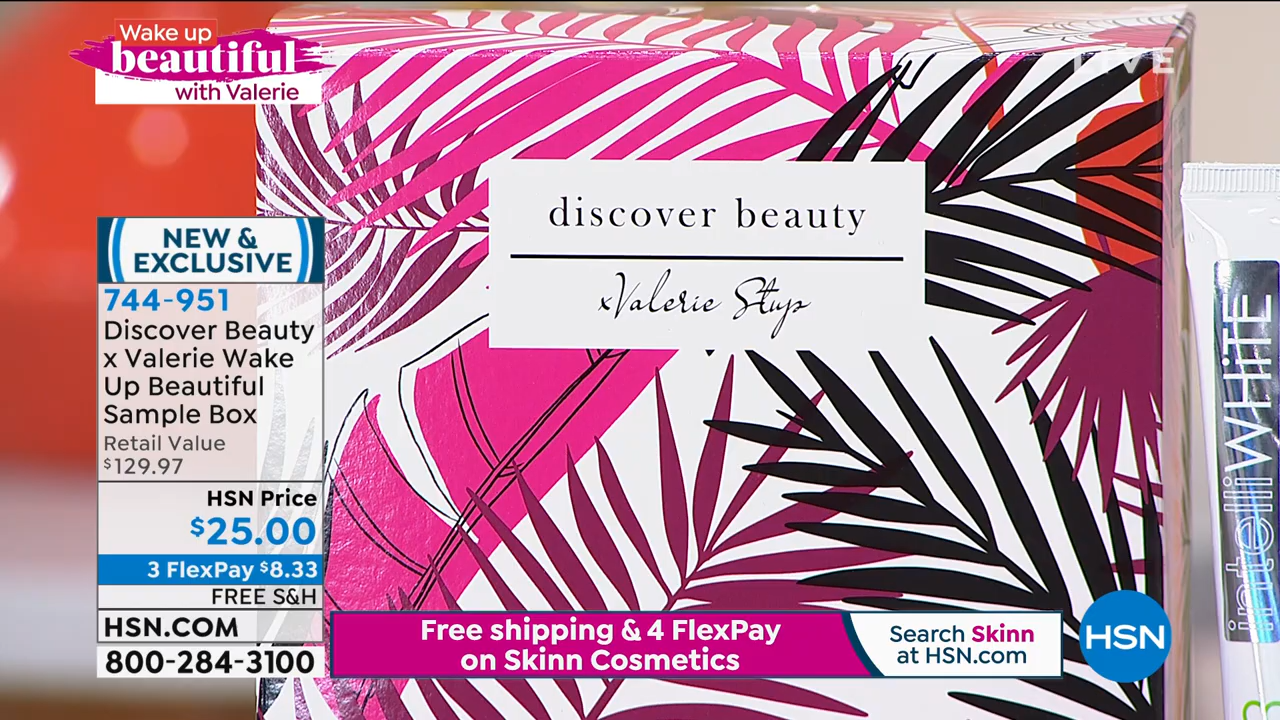 Wake up
beautiful
with Valerie
LIVE
discover beauty
xValerie Stup
NEW &
EXCLUSIVE
744-951
Discover Beauty
x Valerie Wake
Up Beautiful
Sample Box
Retail Value
$129.97
HSN Price
$25.00
3 FlexPay $8.33
FREE S&H
HSN.COM
800-284-3100
Free shipping & 4 FlexPay
on Skinn Cosmetics
Search Skinn
at HSN.com
HSN
intelliWHiTE